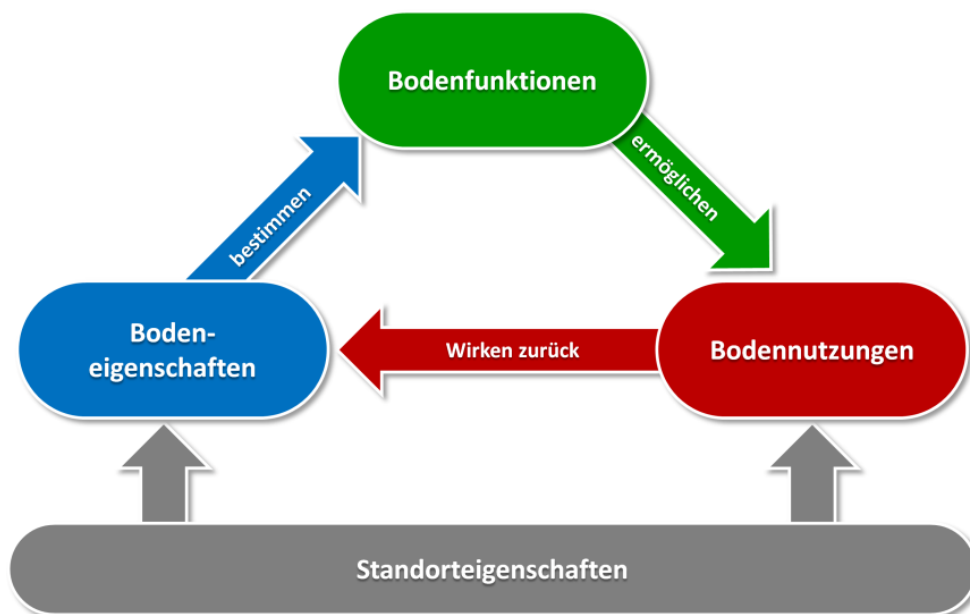 Bodenfunktionen
bestimmen
ermöglichen
Boden-
eigenschaften
Wirken zurück
Bodennutzungen
Standorteigenschaften